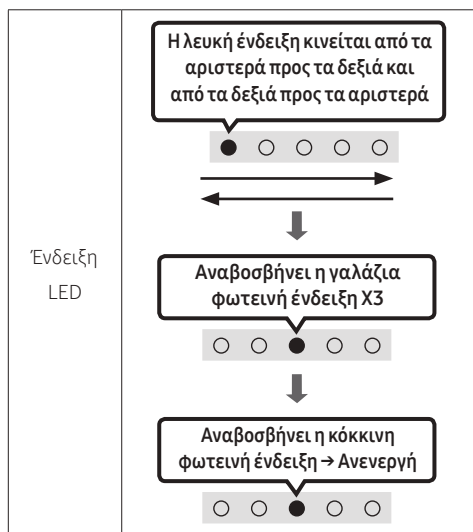 Η λευκή ένδειξη κινείται από τα
αριστερά προς τα δεξιά και
από τα δεξιά προς τα αριστερά
Ένδειξη
LED
Αναβοσβήνει η γαλάζια
φωτεινή ένδειξη X3
Αναβοσβήνει η κόκκινη
φωτεινή ένδειξη → Ανενεργή